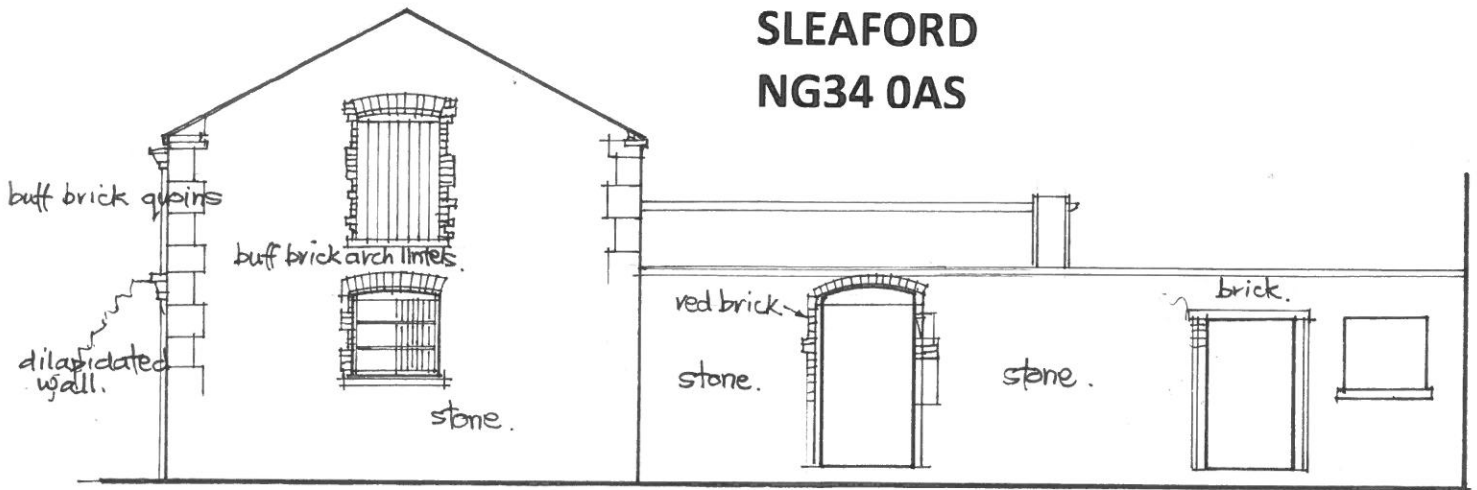 SLEAFORD
NG34 0AS
buff brick quoins
buff brick arch lintels.
red brick
brick.
dilapidated
wall.
stone.
stone.
stone.